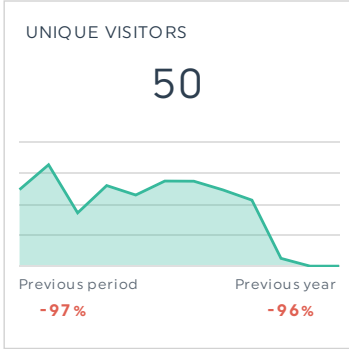 UNIQUE VISITORS
50
Previous period Previous year
-97% -96%